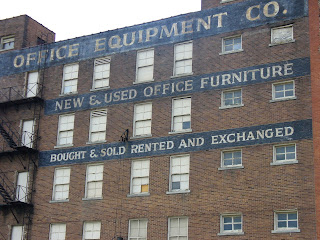 OFFICE EQUIPMENT CO.
NEW & USED OFFICE FURNITURE
BOUGHT & SOLD RENTED AND EXCHANGED